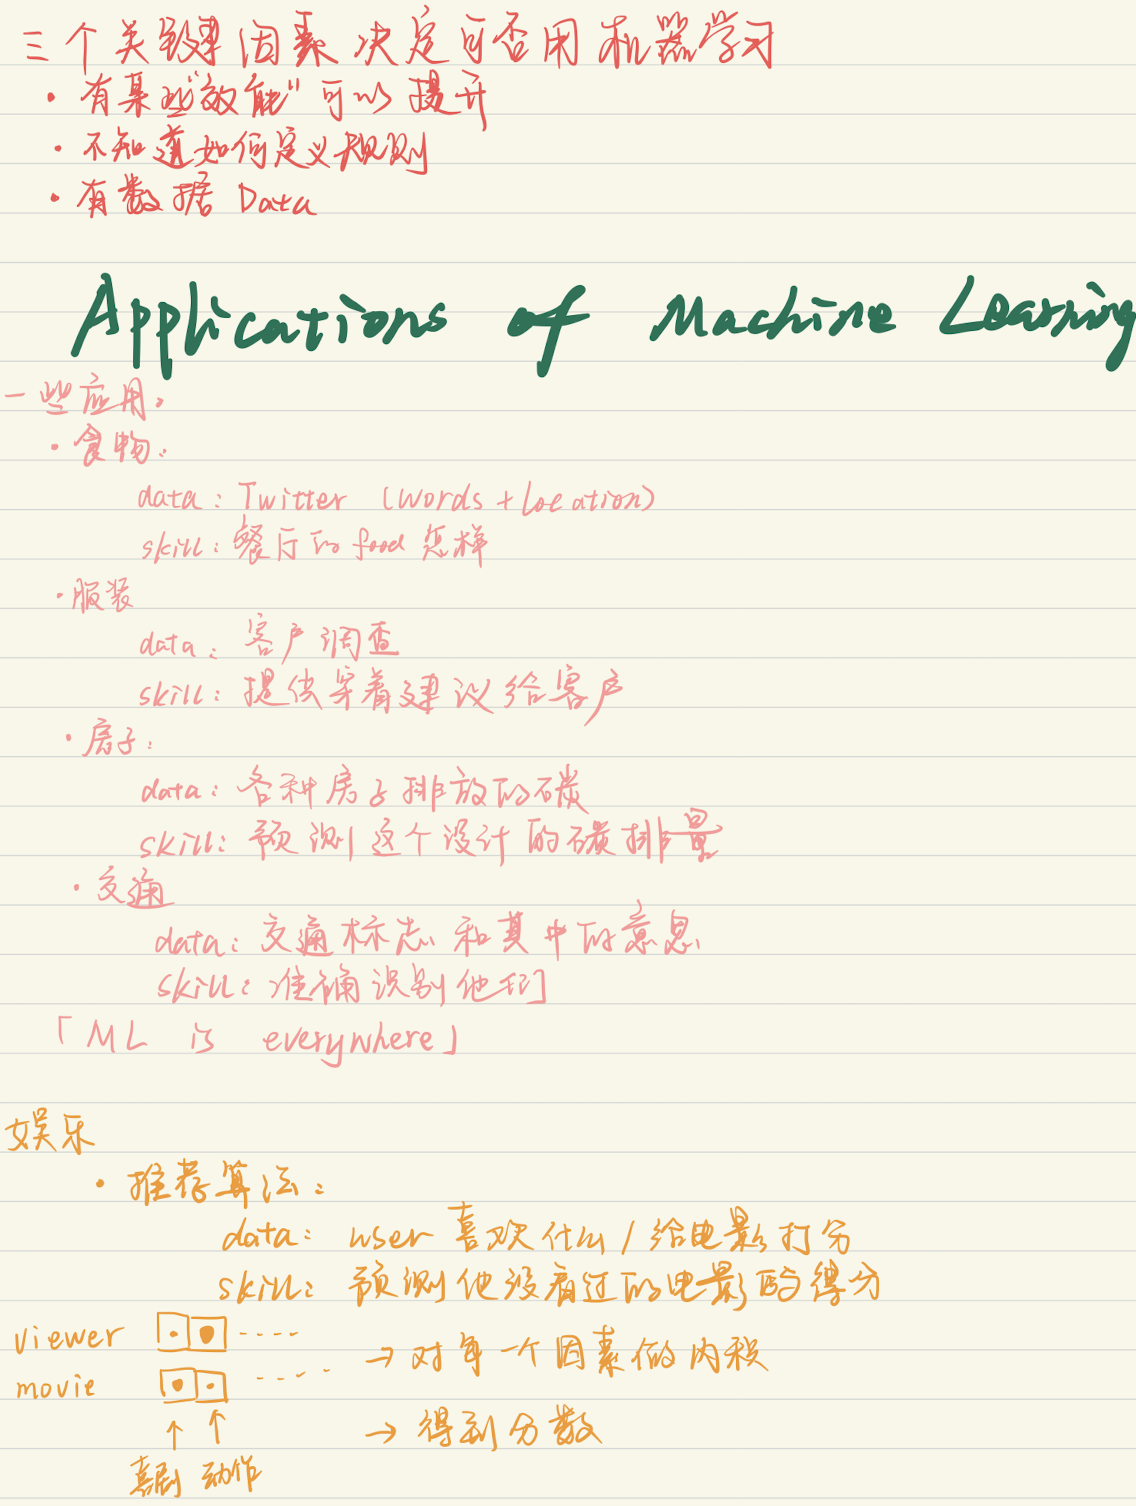 三个关键因素决定可否用机器学习
· 有某些“效能”可以提升
· 不知道如何定义规则
· 有数据 Data
Applications of Machine Learning
一些应用。
· 食物:
data: Twitter (words + location)
skill: 餐厅的 food 怎样
· 服装
data: 客户调查
skill: 提供穿着建议给客户
· 房子:
data: 各种房子排放的碳
skill: 预测这个设计的碳排量
· 交通
data: 交通标志和其中的意思
skill: 准确识别他们
「ML is everywhere」
娱乐
· 推荐算法:
data: user 喜欢什么 / 给电影打分
skill: 预测他没看过的电影的得分
viewer ····
→ 对每一个因素做内积
movie ····
→ 得到分数
喜剧 动作